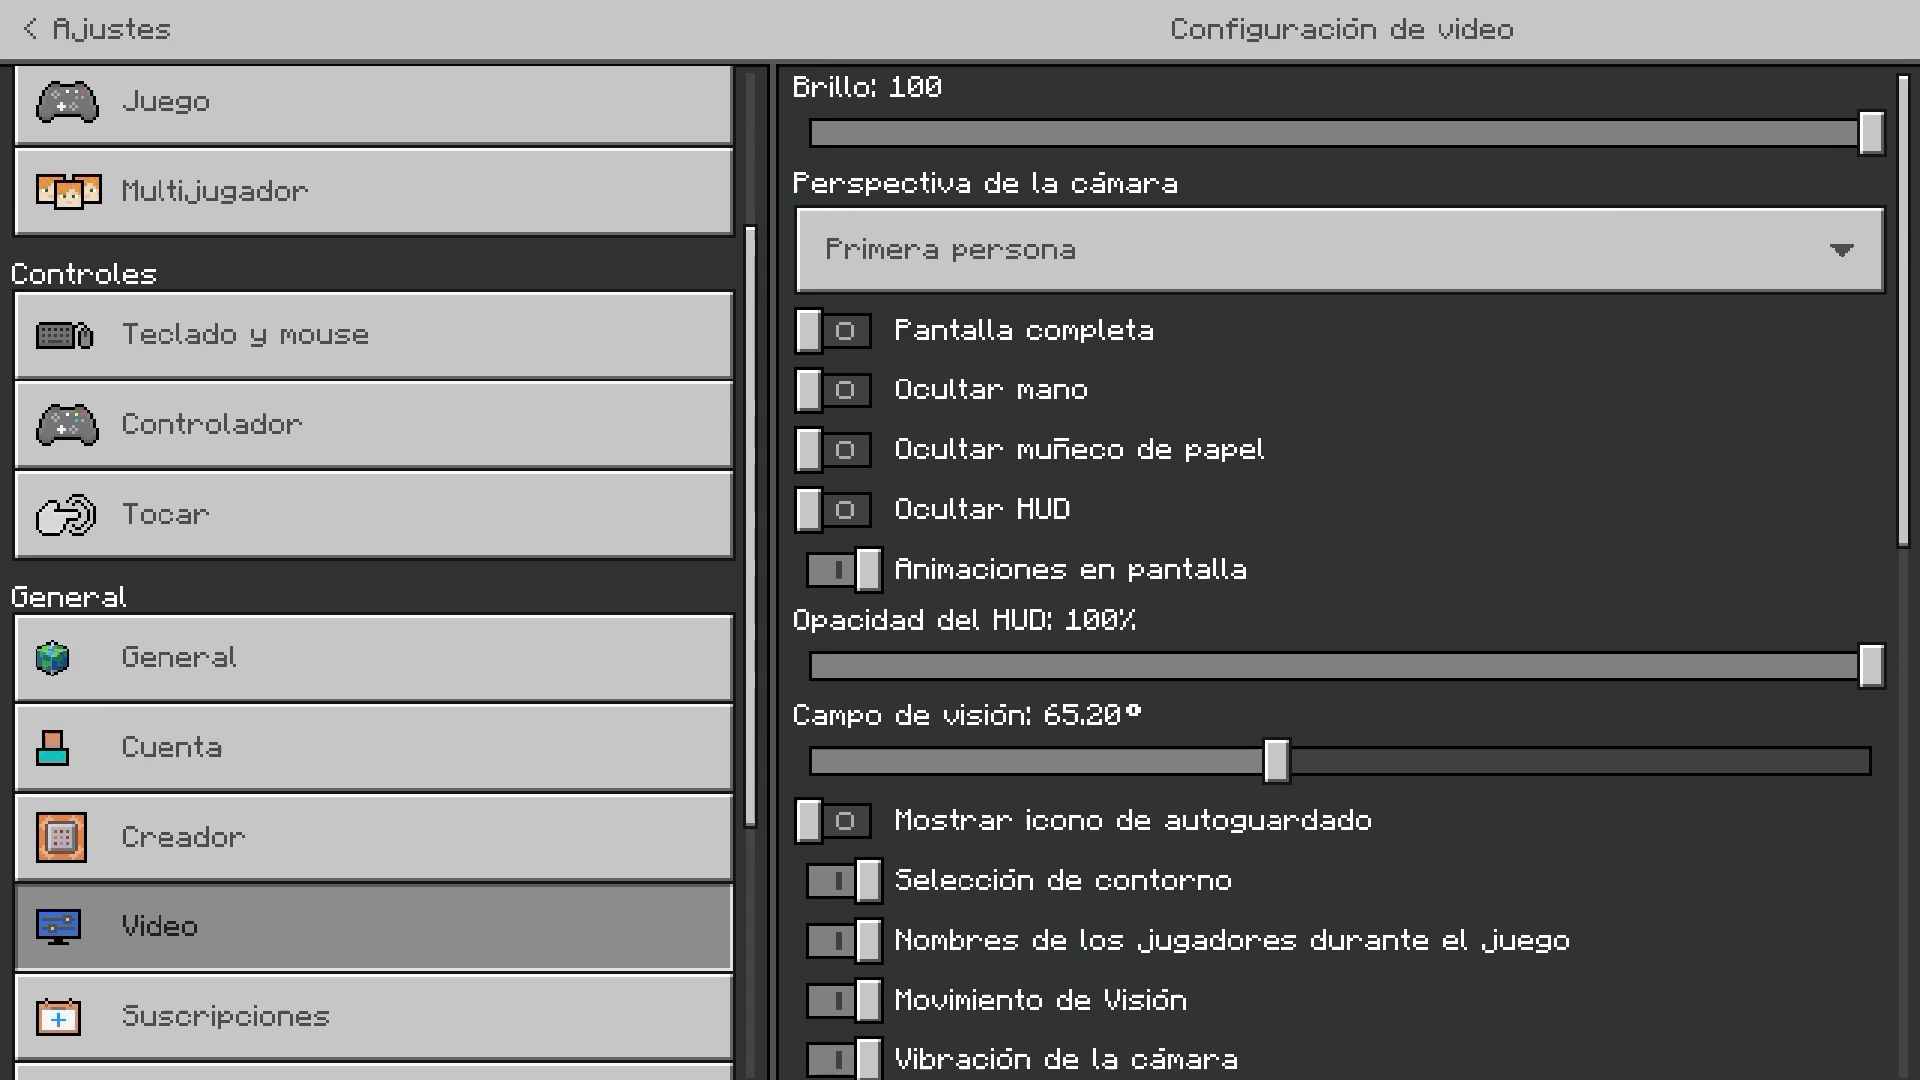 Ajustes
Configuración de video
Juego
Multijugador
Controles
Teclado y mouse
Controlador
Tocar
General
General
Cuenta
Creador
Video
Suscripciones
Brillo: 100
Perspectiva de la cámara
Primera persona
Pantalla completa
Ocultar mano
Ocultar muñeco de papel
Ocultar HUD
Animaciones en pantalla
Opacidad del HUD: 100%
Campo de visión: 65.20°
Mostrar icono de autoguardado
Selección de contorno
Nombres de los jugadores durante el juego
Movimiento de Visión
Vibración de la cámara